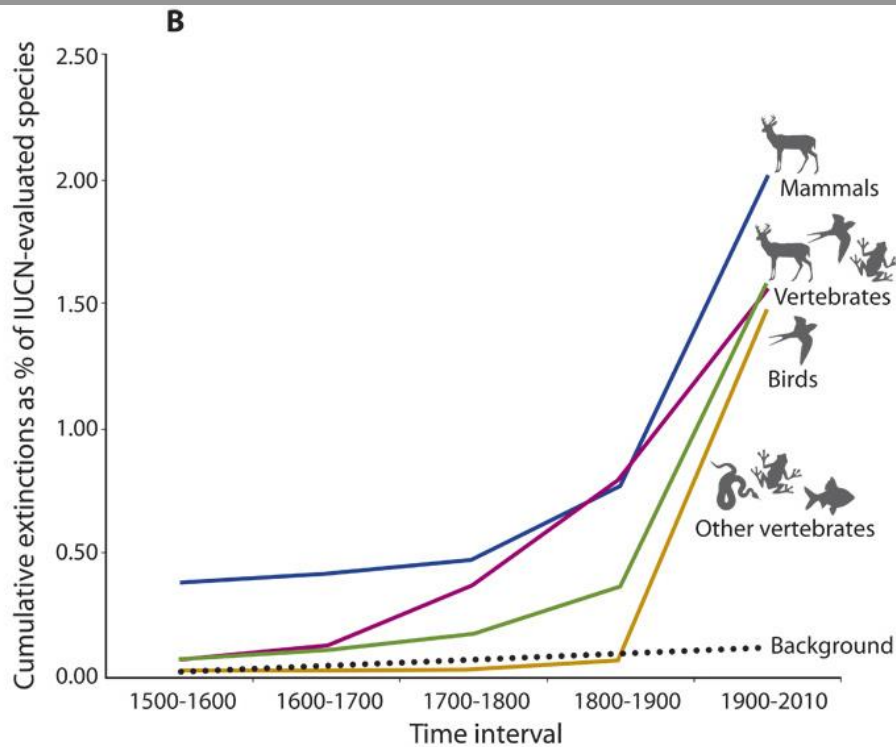 B
Cumulative extinctions as % of IUCN-evaluated species
2.50
2.00
1.50
1.00
0.50
0.00
Mammals
Vertebrates
Birds
Other vertebrates
Background
1500-1600 1600-1700 1700-1800 1800-1900 1900-2010
Time interval